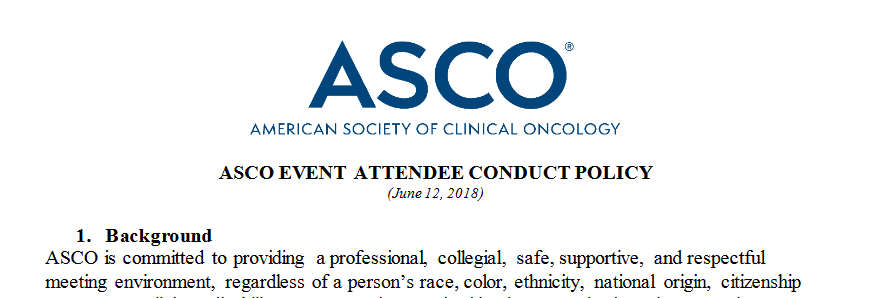 ASCO®
AMERICAN SOCIETY OF CLINICAL ONCOLOGY
ASCO EVENT ATTENDEE CONDUCT POLICY
(June 12, 2018)
1. Background
ASCO is committed to providing a professional, collegial, safe, supportive, and respectful
meeting environment, regardless of a person's race, color, ethnicity, national origin, citizenship